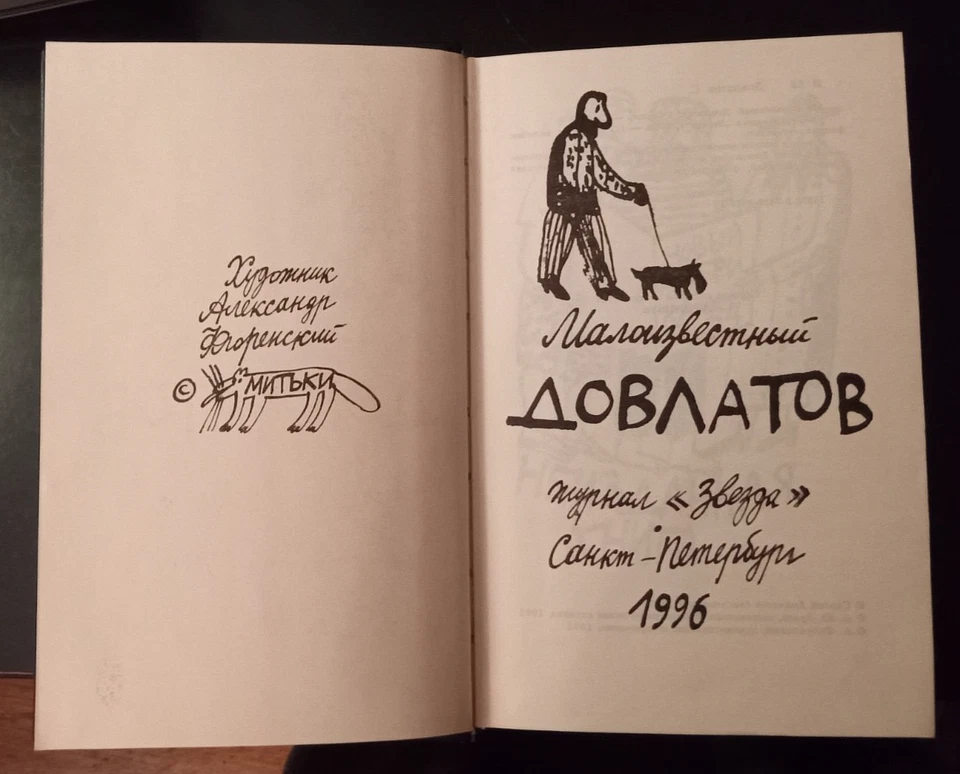 Художник
Александр
Флоренский
© МИТЬКИ
Малоизвестный
ДОВЛАТОВ
журнал «Звезда»
Санкт-Петербург
1996